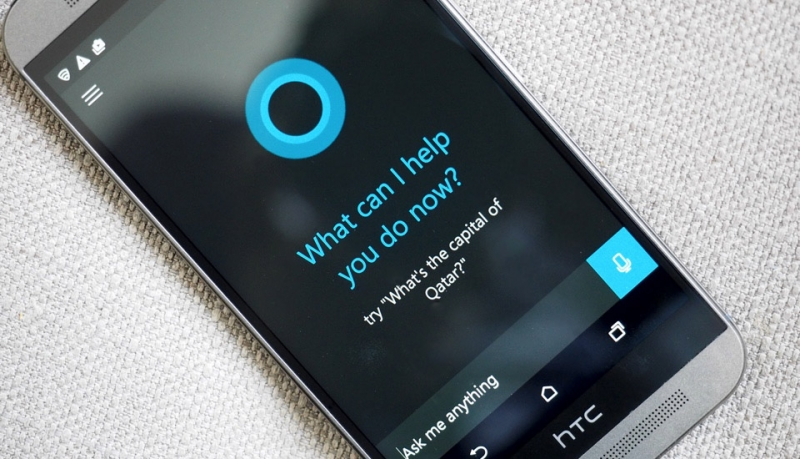 What can I help
you do now?
try "What's the capital of
Qatar?"
Ask me anything
hTC